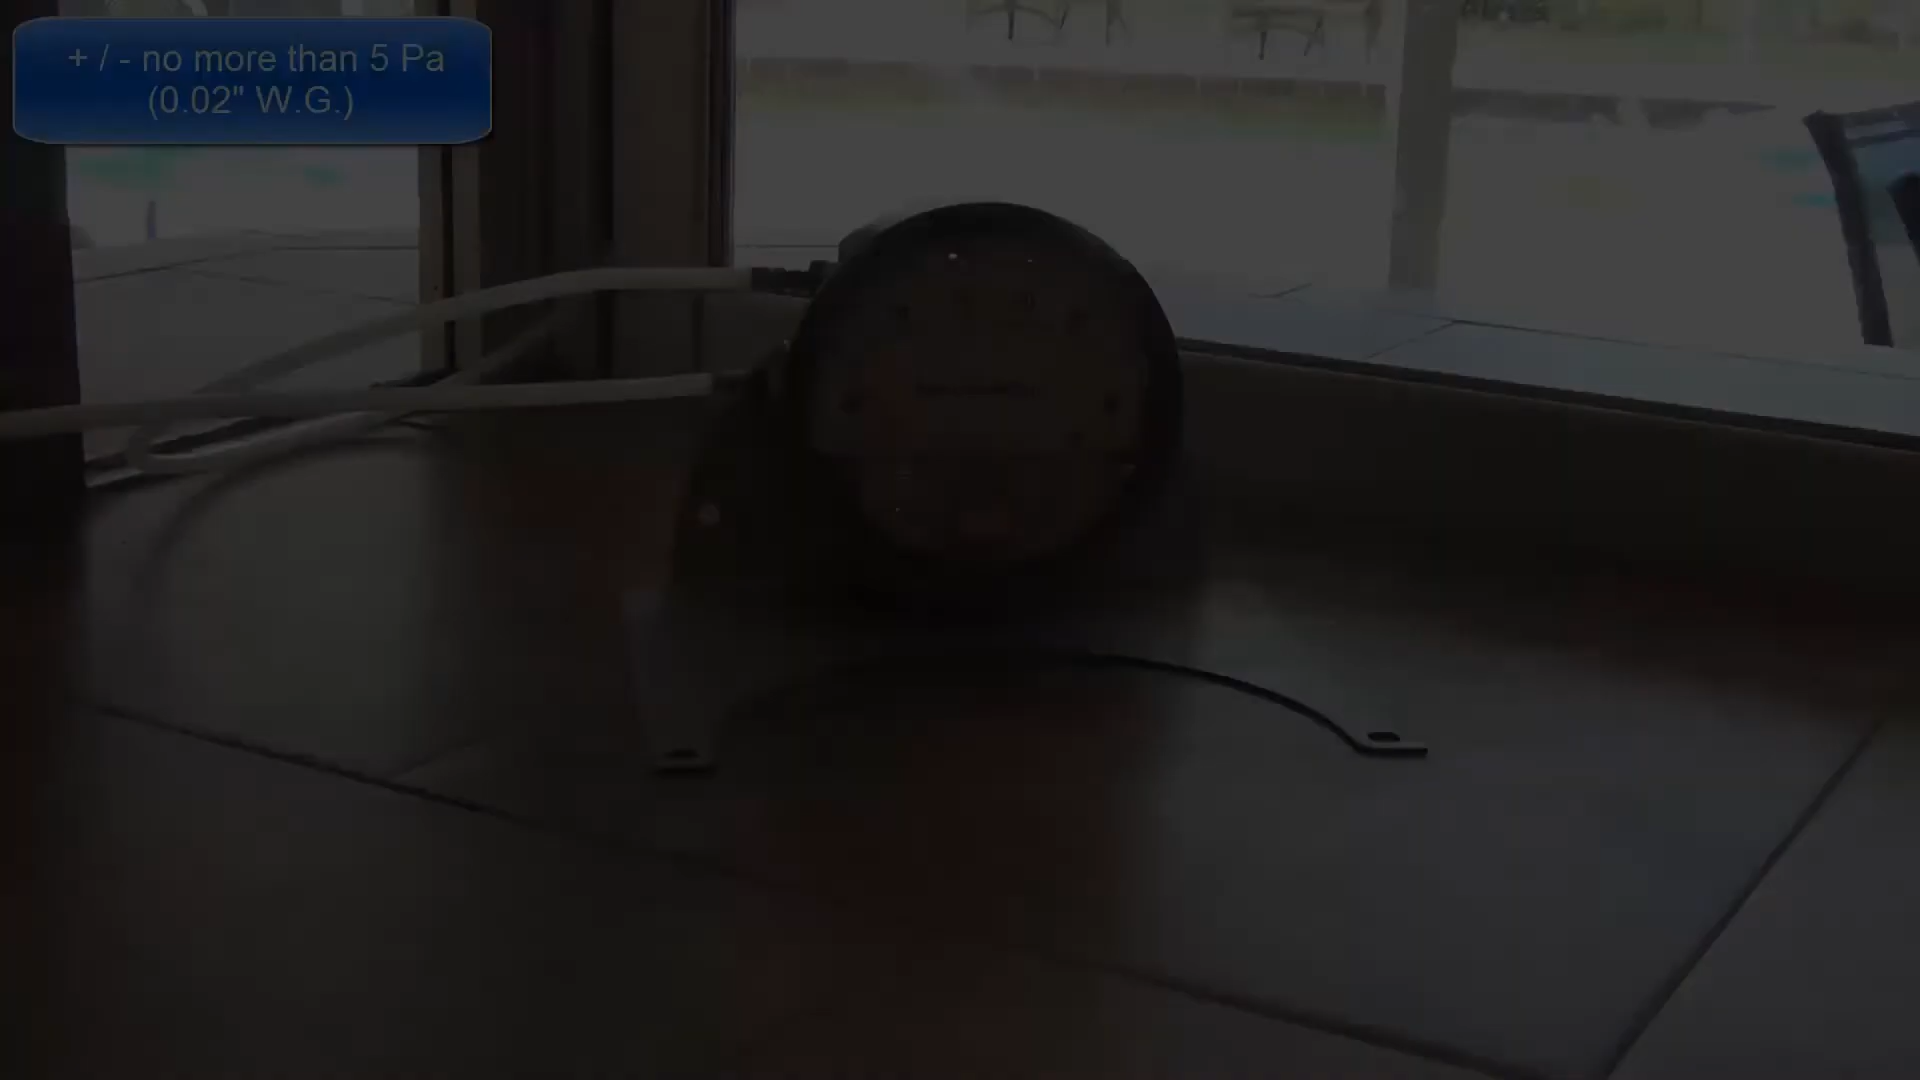 + / - no more than 5 Pa
(0.02" W.G.)